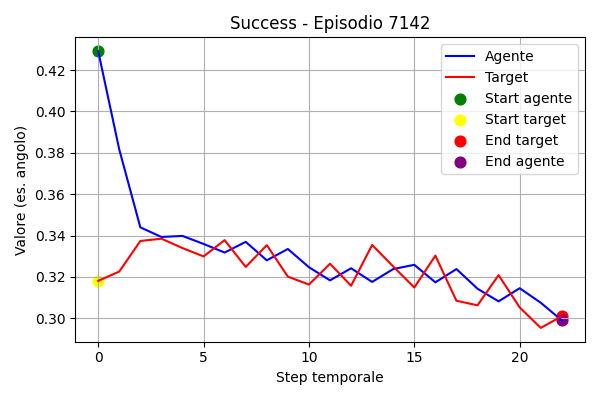 Success - Episodio 7142
Valore (es. angolo)
0.42
0.40
0.38
0.36
0.34
0.32
0.30
Agente
Target
Start agente
Start target
End target
End agente
0 5 10 15 20
Step temporale